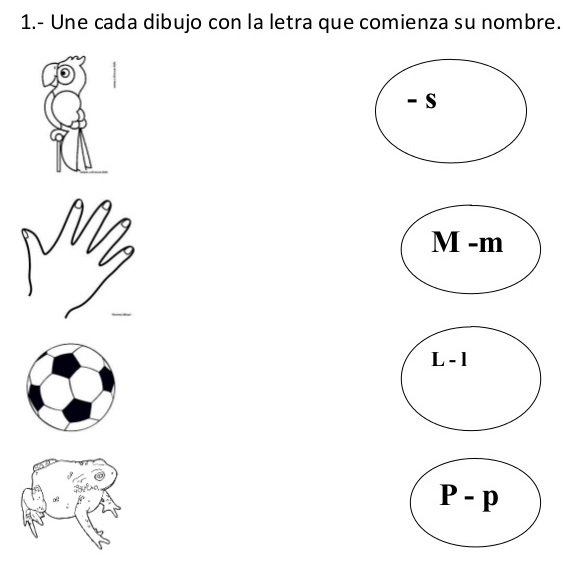 1.- Une cada dibujo con la letra que comienza su nombre.
- s
M -m
L - l
P - p